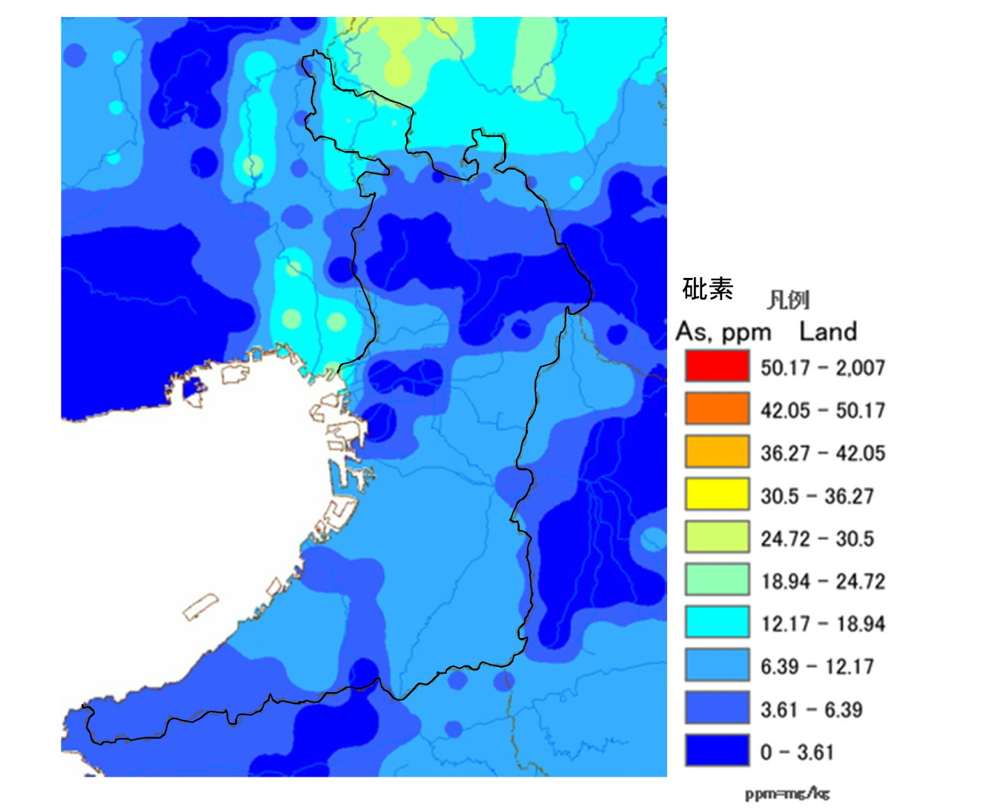 砒素
凡例
As, ppm Land
50.17 - 2,007
42.05 - 50.17
36.27 - 42.05
30.5 - 36.27
24.72 - 30.5
18.94 - 24.72
12.17 - 18.94
6.39 - 12.17
3.61 - 6.39
0 - 3.61
ppm=mg/kg